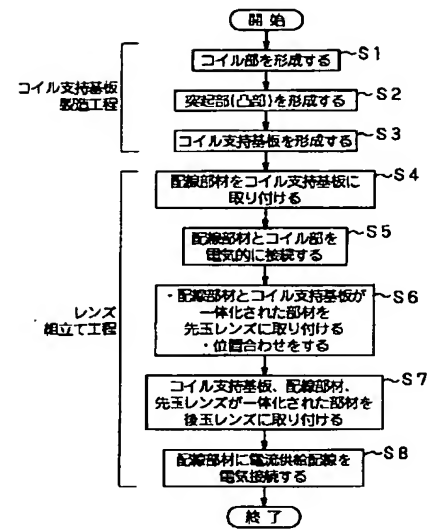 開 始
コイル部を形成する
S1
コイル支持基板
製造工程
突起部(凸部)を形成する
S2
コイル支持基板を形成する
S3
配線部材をコイル支持基板に
取り付ける
S4
配線部材とコイル部を
電気的に接続する
S5
レンズ
組立て工程
・配線部材とコイル支持基板が
一体化された部材を
先玉レンズに取り付ける
・位置合わせをする
S6
コイル支持基板、配線部材、
先玉レンズが一体化された部材を
後玉レンズに取り付ける
S7
配線部材に電流供給配線を
電気接続する
S8
終 了